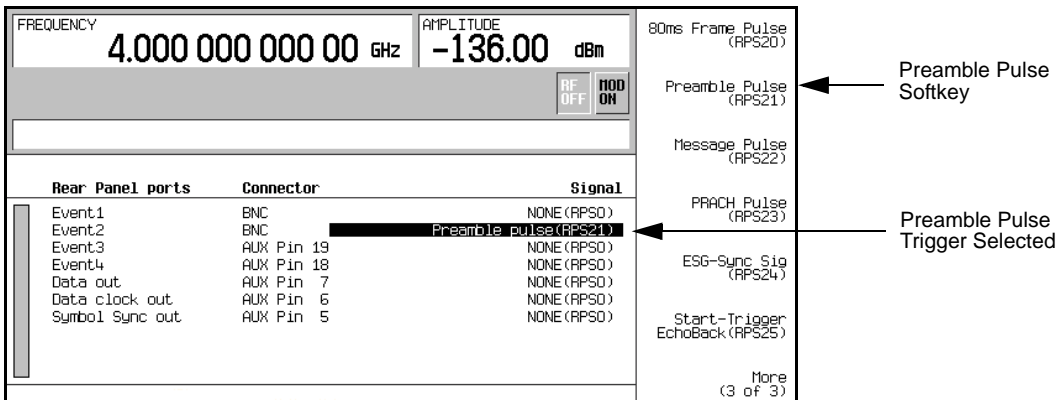 FREQUENCY
4.000 000 000 00 GHz
AMPLITUDE
-136.00 dBm
RF OFF
MOD ON
Rear Panel ports Connector Signal
Event1 BNC NONE(RPS0)
Event2 BNC Preamble pulse(RPS21)
Event3 AUX Pin 19 NONE(RPS0)
Event4 AUX Pin 18 NONE(RPS0)
Data out AUX Pin 7 NONE(RPS0)
Data clock out AUX Pin 6 NONE(RPS0)
Symbol Sync out AUX Pin 5 NONE(RPS0)
80ms Frame Pulse
(RPS20)
Preamble Pulse
(RPS21)
Message Pulse
(RPS22)
PRACH Pulse
(RPS23)
ESG-Sync Sig
(RPS24)
Start-Trigger
EchoBack(RPS25)
More
(3 of 3)
Preamble Pulse
Softkey
Preamble Pulse
Trigger Selected